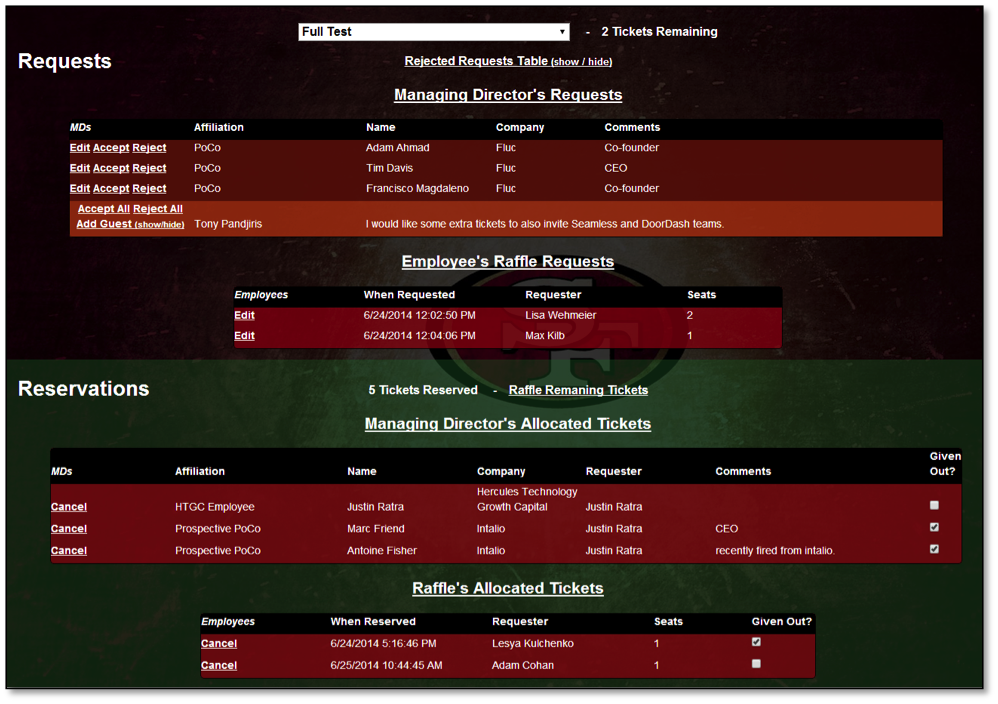 Full Test - 2 Tickets Remaining
Requests
Rejected Requests Table (show / hide)
Managing Director's Requests
MDs Affiliation Name Company Comments
Edit Accept Reject PoCo Adam Ahmad Fluc Co-founder
Edit Accept Reject PoCo Tim Davis Fluc CEO
Edit Accept Reject PoCo Francisco Magdaleno Fluc Co-founder
Accept All Reject All
Add Guest (show/hide) Tony Pandjiris I would like some extra tickets to also invite Seamless and DoorDash teams.
Employee's Raffle Requests
Employees When Requested Requester Seats
Edit 6/24/2014 12:02:50 PM Lisa Wehmeier 2
Edit 6/24/2014 12:04:06 PM Max Kilb 1
SF
Reservations
5 Tickets Reserved - Raffle Remaning Tickets
Managing Director's Allocated Tickets
MDs Affiliation Name Company Requester Comments Given Out?
Cancel HTGC Employee Justin Ratra Hercules Technology Growth Capital Justin Ratra
Cancel Prospective PoCo Marc Friend Intalio Justin Ratra CEO
Cancel Prospective PoCo Antoine Fisher Intalio Justin Ratra recently fired from intalio.
Raffle's Allocated Tickets
Employees When Reserved Requester Seats Given Out?
Cancel 6/24/2014 5:16:46 PM Lesya Kulchenko 1
Cancel 6/25/2014 10:44:45 AM Adam Cohan 1